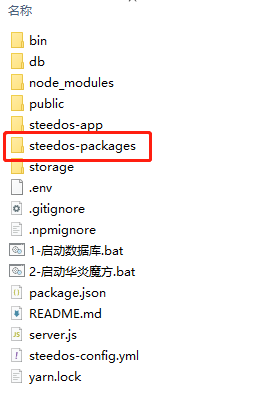 名称
bin
db
node_modules
public
steedos-app
steedos-packages
storage
.env
.gitignore
.npmignore
1-启动数据库.bat
2-启动华炎魔方.bat
package.json
README.md
server.js
steedos-config.yml
yarn.lock